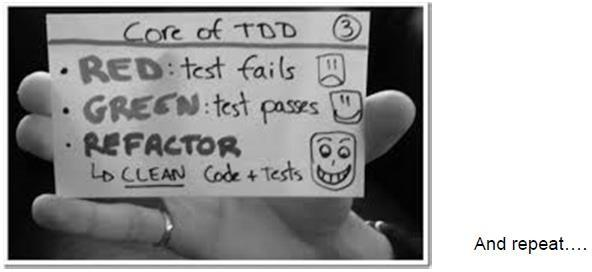 Core of TDD 3
• RED: test fails
• GREEN: test passes
• REFACTOR
↳ CLEAN Code + Tests
And repeat....